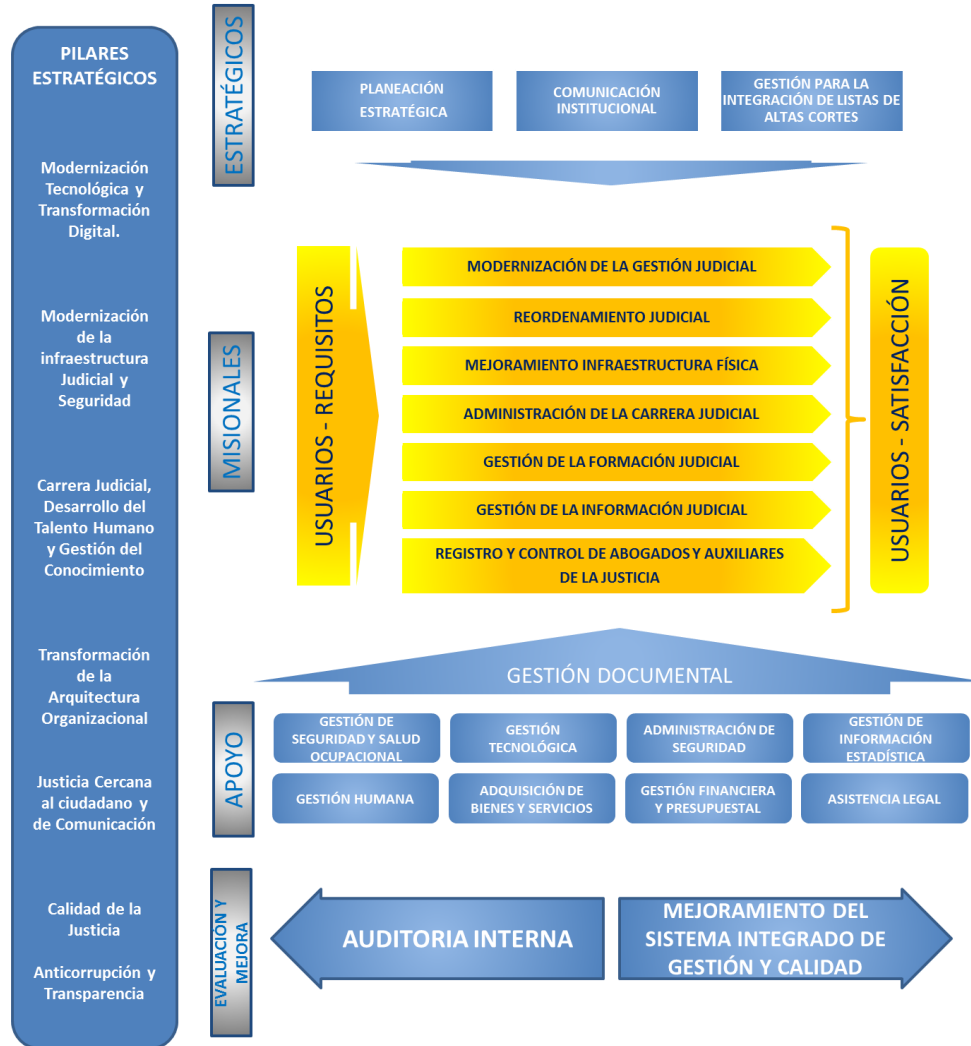 PILARES
ESTRATÉGICOS
Modernización
Tecnológica y
Transformación
Digital.
Modernización
de la
infraestructura
Judicial y
Seguridad
Carrera Judicial,
Desarrollo del
Talento Humano
y Gestión del
Conocimiento
Transformación
de la
Arquitectura
Organizacional
Justicia Cercana
al ciudadano y
de Comunicación
Calidad de la
Justicia
Anticorrupción y
Transparencia
ESTRATÉGICOS
PLANEACIÓN
ESTRATÉGICA
COMUNICACIÓN
INSTITUCIONAL
GESTIÓN PARA LA
INTEGRACIÓN DE LISTAS DE
ALTAS CORTES
MISIONALES
USUARIOS - REQUISITOS
MODERNIZACIÓN DE LA GESTIÓN JUDICIAL
REORDENAMIENTO JUDICIAL
MEJORAMIENTO INFRAESTRUCTURA FÍSICA
ADMINISTRACIÓN DE LA CARRERA JUDICIAL
GESTIÓN DE LA FORMACIÓN JUDICIAL
GESTIÓN DE LA INFORMACIÓN JUDICIAL
REGISTRO Y CONTROL DE ABOGADOS Y AUXILIARES
DE LA JUSTICIA
USUARIOS - SATISFACCIÓN
GESTIÓN DOCUMENTAL
APOYO
GESTIÓN DE
SEGURIDAD Y SALUD
OCUPACIONAL
GESTIÓN
TECNOLÓGICA
ADMINISTRACIÓN DE
SEGURIDAD
GESTIÓN DE
INFORMACIÓN
ESTADÍSTICA
GESTIÓN HUMANA
ADQUISICIÓN DE
BIENES Y SERVICIOS
GESTIÓN FINANCIERA
Y PRESUPUESTAL
ASISTENCIA LEGAL
EVALUACIÓN Y
MEJORA
AUDITORIA INTERNA
MEJORAMIENTO DEL
SISTEMA INTEGRADO DE
GESTIÓN Y CALIDAD